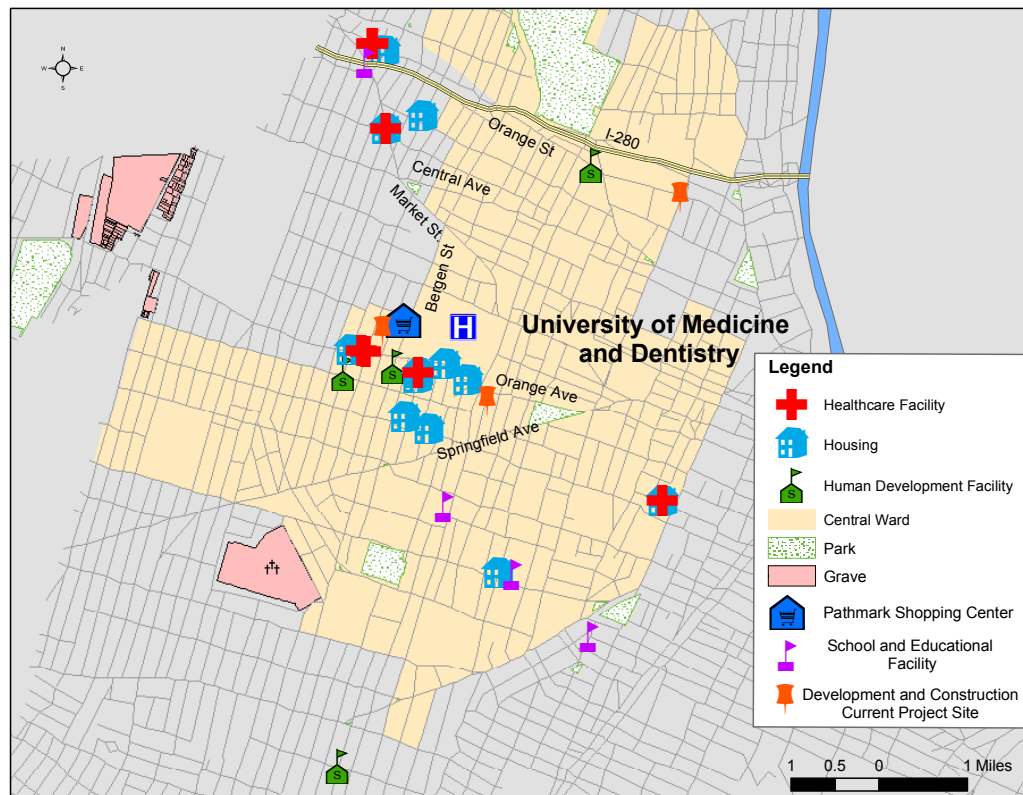 N
W E
S
I-280
Orange St
Central Ave
Market St.
Bergen St
S
H
University of Medicine
and Dentistry
S
S
Orange Ave
Springfield Ave
S
Legend
Healthcare Facility
Housing
S
Human Development Facility
Central Ward
Park
Grave
Pathmark Shopping Center
School and Educational
Facility
Development and Construction
Current Project Site
1 0.5 0 1 Miles